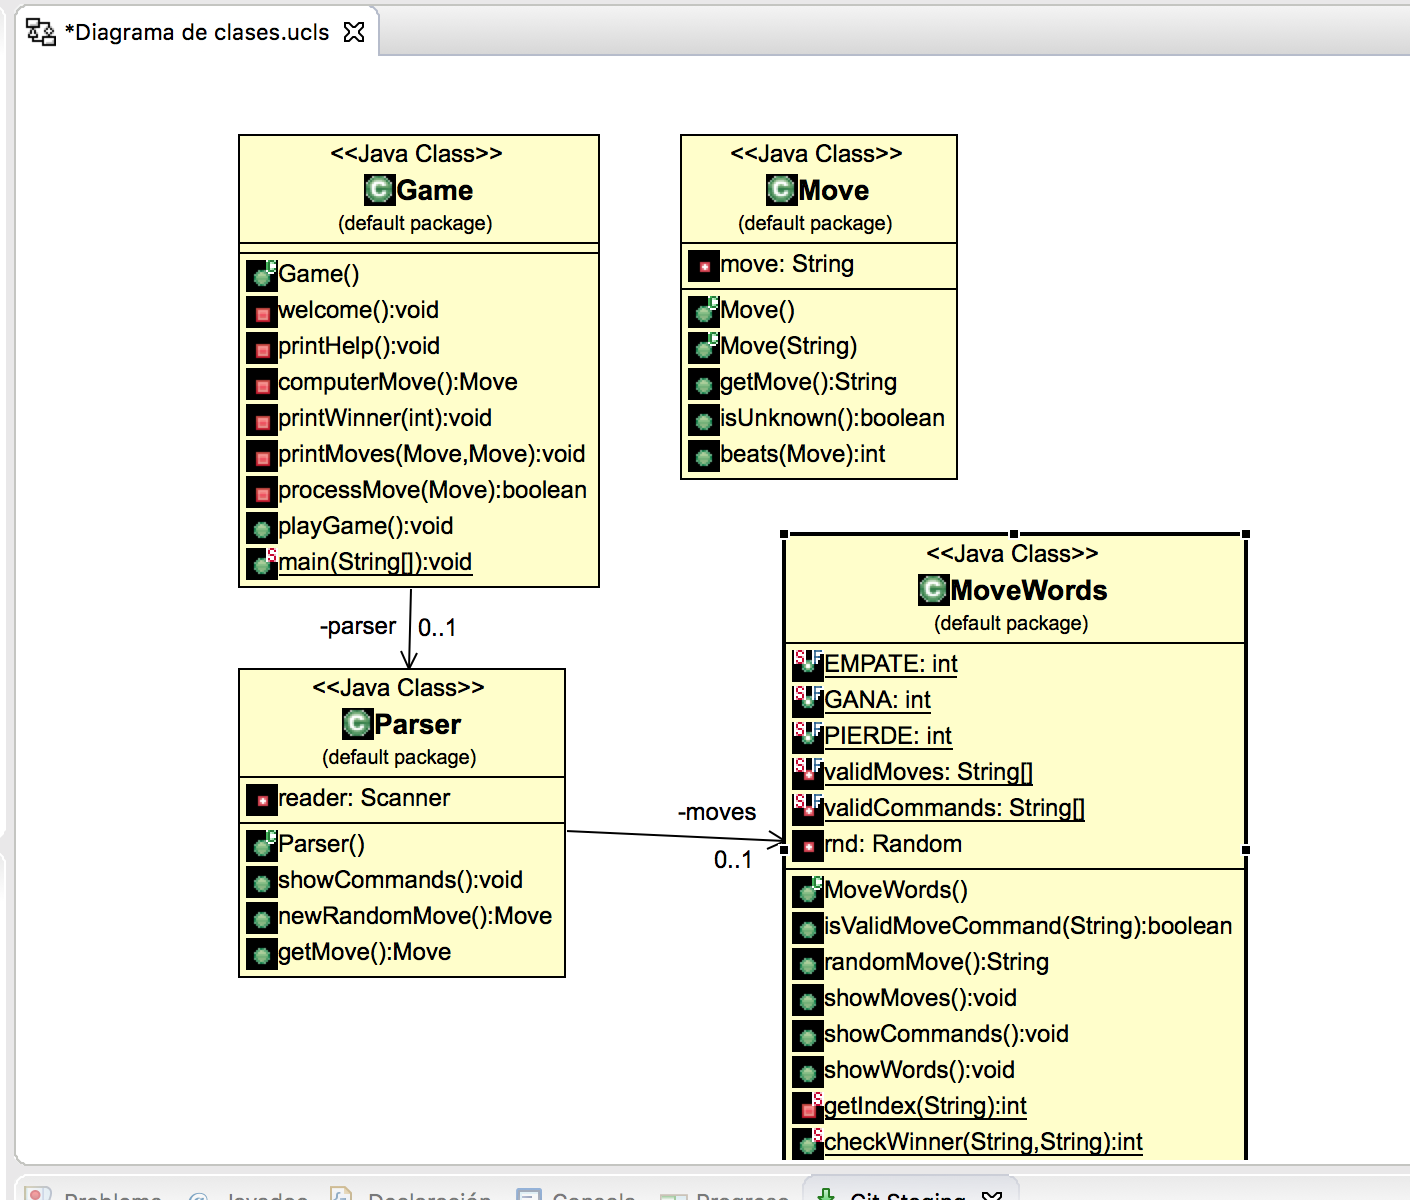 *Diagrama de clases.ucls
<<Java Class>>
Game
(default package)
Game()
welcome():void
printHelp():void
computerMove():Move
printWinner(int):void
printMoves(Move,Move):void
processMove(Move):boolean
playGame():void
main(String[]):void
<<Java Class>>
Move
(default package)
move: String
Move()
Move(String)
getMove():String
isUnknown():boolean
beats(Move):int
-parser 0..1
<<Java Class>>
Parser
(default package)
reader: Scanner
Parser()
showCommands():void
newRandomMove():Move
getMove():Move
-moves
0..1
<<Java Class>>
MoveWords
(default package)
EMPATE: int
GANA: int
PIERDE: int
validMoves: String[]
validCommands: String[]
rnd: Random
MoveWords()
isValidMoveCommand(String):boolean
randomMove():String
showMoves():void
showCommands():void
showWords():void
getIndex(String):int
checkWinner(String,String):int
Problems @ Javadoc Declaración Consola Progreso Git Staging